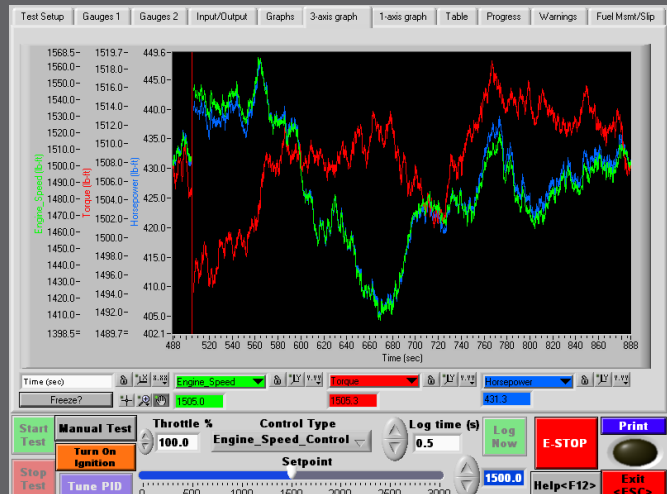 Test Setup Gauges 1 Gauges 2 Input/Output Graphs 3-axis graph 1-axis graph Table Progress Warnings Fuel Msmt/Slip
1568.5- 1519.7- 449.6-
1560.0- 1518.0- 445.0-
1550.0- 1516.0-
1540.0- 1514.0- 440.0-
1530.0- 1512.0-
1520.0- 1510.0- 435.0-
1510.0- 1508.0- 430.0-
1500.0- 1506.0-
1490.0- 1504.0- 425.0-
1480.0- 1502.0-
1470.0- 1500.0- 420.0-
1460.0- 1498.0- 415.0-
1450.0- 1496.0-
1440.0- 1494.0- 410.0-
1430.0- 1492.0-
1420.0- 405.0-
1410.0-
1398.5= 1489.7= 402.1-
Engine_Speed (lb-ft)
Torque (lb-ft)
Horsepower (lb-ft)
488 520 540 560 580 600 620 640 660 680 700 720 740 760 780 800 820 840 860 888
Time (sec)
Time (sec) Engine_Speed Torque Horsepower
Freeze? 1505.0 1505.3 431.3
Start Test
Manual Test
Turn On Ignition
Throttle %
100.0
Control Type
Engine_Speed_Control
Log time (s)
0.5
Log Now
E-STOP
Print
Stop Test
Tune PID
Setpoint
0 500 1000 1500 2000 2500 3000
1500.0
Help<F12>
Exit
<ESC>